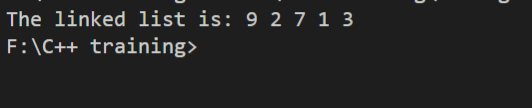 The linked list is: 9 2 7 1 3
F:\C++ training>